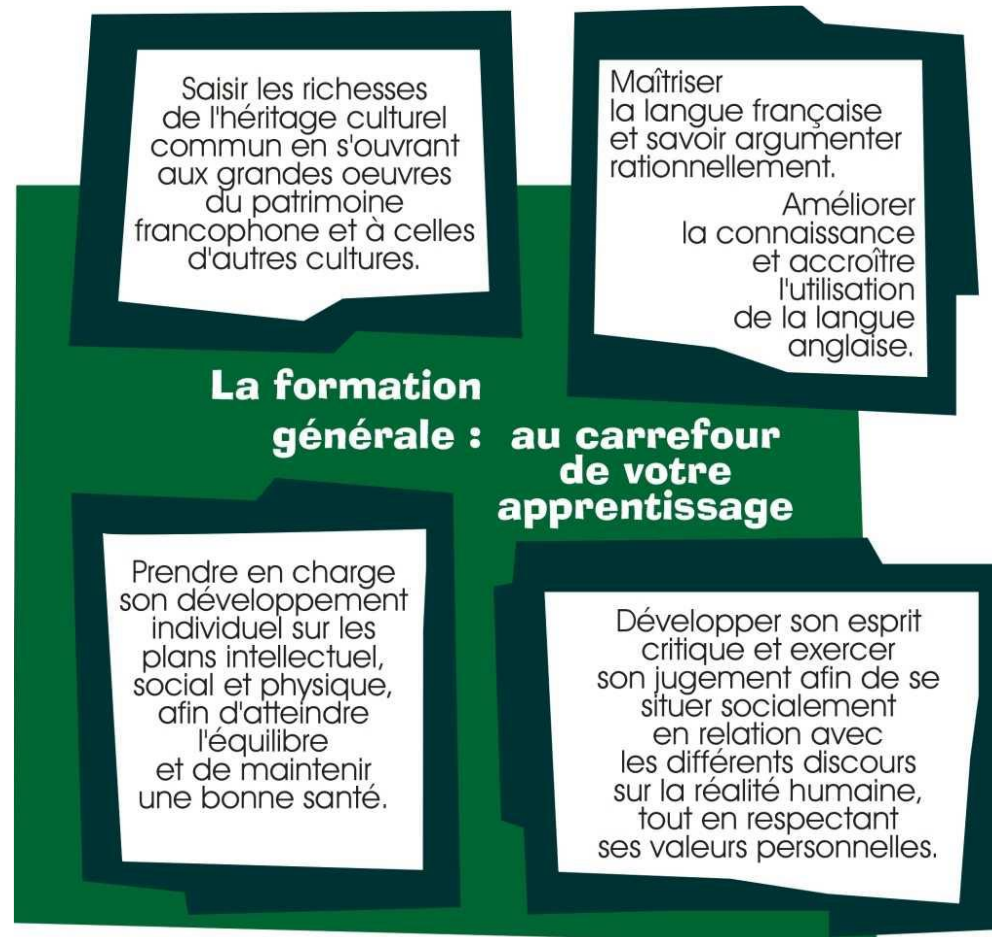 Saisir les richesses
de l'héritage culturel
commun en s'ouvrant
aux grandes oeuvres
du patrimoine
francophone et à celles
d'autres cultures.
Maîtriser
la langue française
et savoir argumenter
rationnellement.
Améliorer
la connaissance
et accroître
l'utilisation
de la langue
anglaise.
La formation
générale : au carrefour
de votre
apprentissage
Prendre en charge
son développement
individuel sur les
plans intellectuel,
social et physique,
afin d'atteindre
l'équilibre
et de maintenir
une bonne santé.
Développer son esprit
critique et exercer
son jugement afin de se
situer socialement
en relation avec
les différents discours
sur la réalité humaine,
tout en respectant
ses valeurs personnelles.